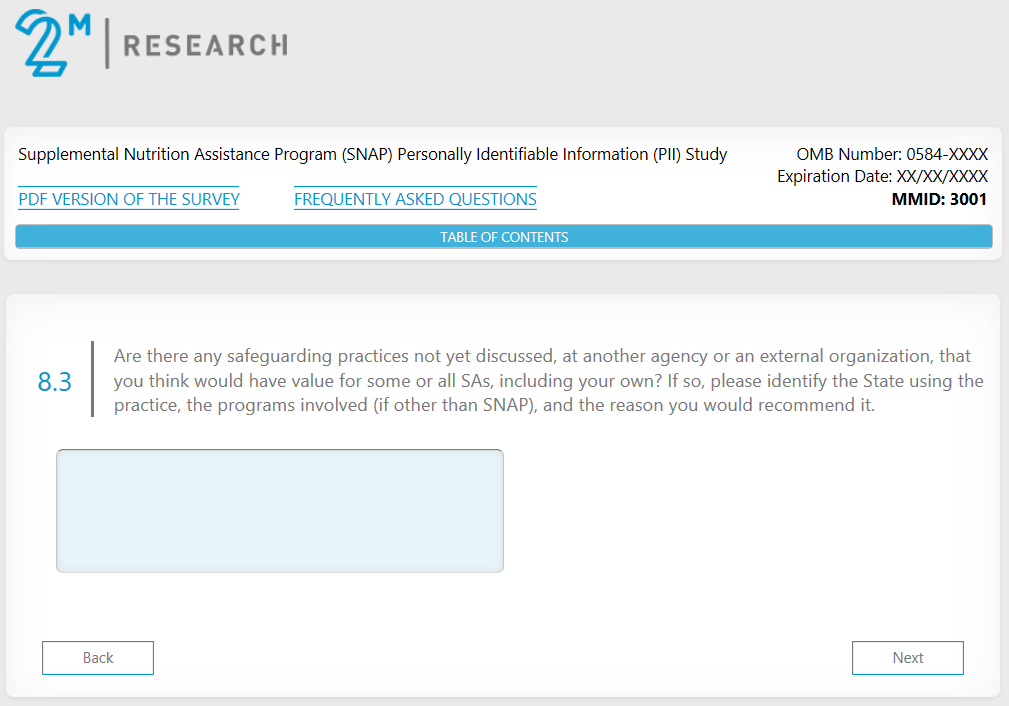 2M | RESEARCH
Supplemental Nutrition Assistance Program (SNAP) Personally Identifiable Information (PII) Study
OMB Number: 0584-XXXX
Expiration Date: XX/XX/XXXX
PDF VERSION OF THE SURVEY
FREQUENTLY ASKED QUESTIONS
MMID: 3001
TABLE OF CONTENTS
8.3
Are there any safeguarding practices not yet discussed, at another agency or an external organization, that
you think would have value for some or all SAs, including your own? If so, please identify the State using the
practice, the programs involved (if other than SNAP), and the reason you would recommend it.
Back
Next